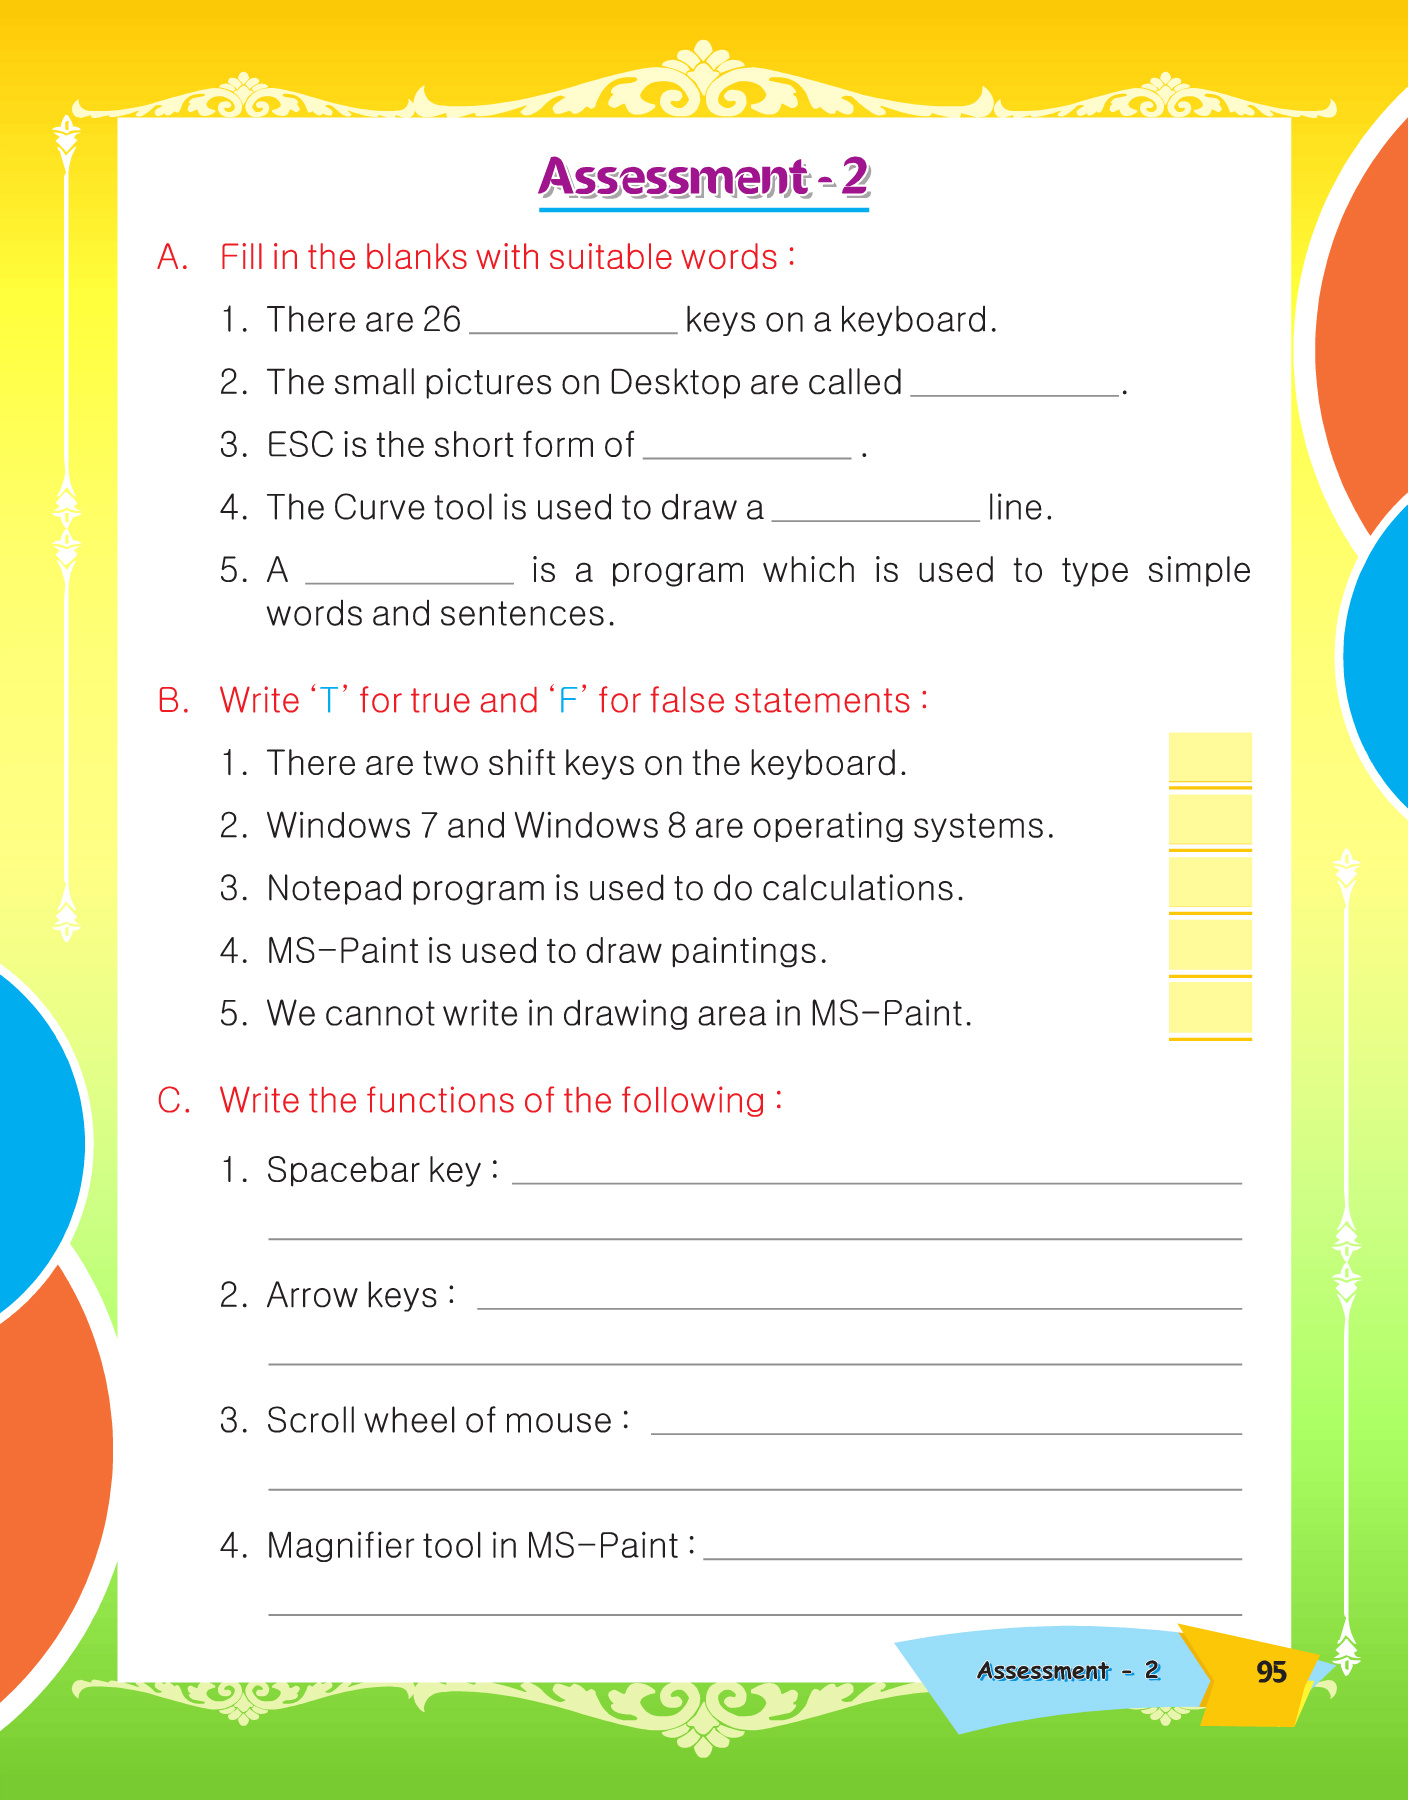 Assessment - 2
A. Fill in the blanks with suitable words :
1. There are 26 ____________ keys on a keyboard.
2. The small pictures on Desktop are called ____________.
3. ESC is the short form of ____________ .
4. The Curve tool is used to draw a ____________ line.
5. A ____________ is a program which is used to type simple
words and sentences.
B. Write ‘T’ for true and ‘F’ for false statements :
1. There are two shift keys on the keyboard.
2. Windows 7 and Windows 8 are operating systems.
3. Notepad program is used to do calculations.
4. MS-Paint is used to draw paintings.
5. We cannot write in drawing area in MS-Paint.
C. Write the functions of the following :
1. Spacebar key :
2. Arrow keys :
3. Scroll wheel of mouse :
4. Magnifier tool in MS-Paint :
Assessment - 2 95